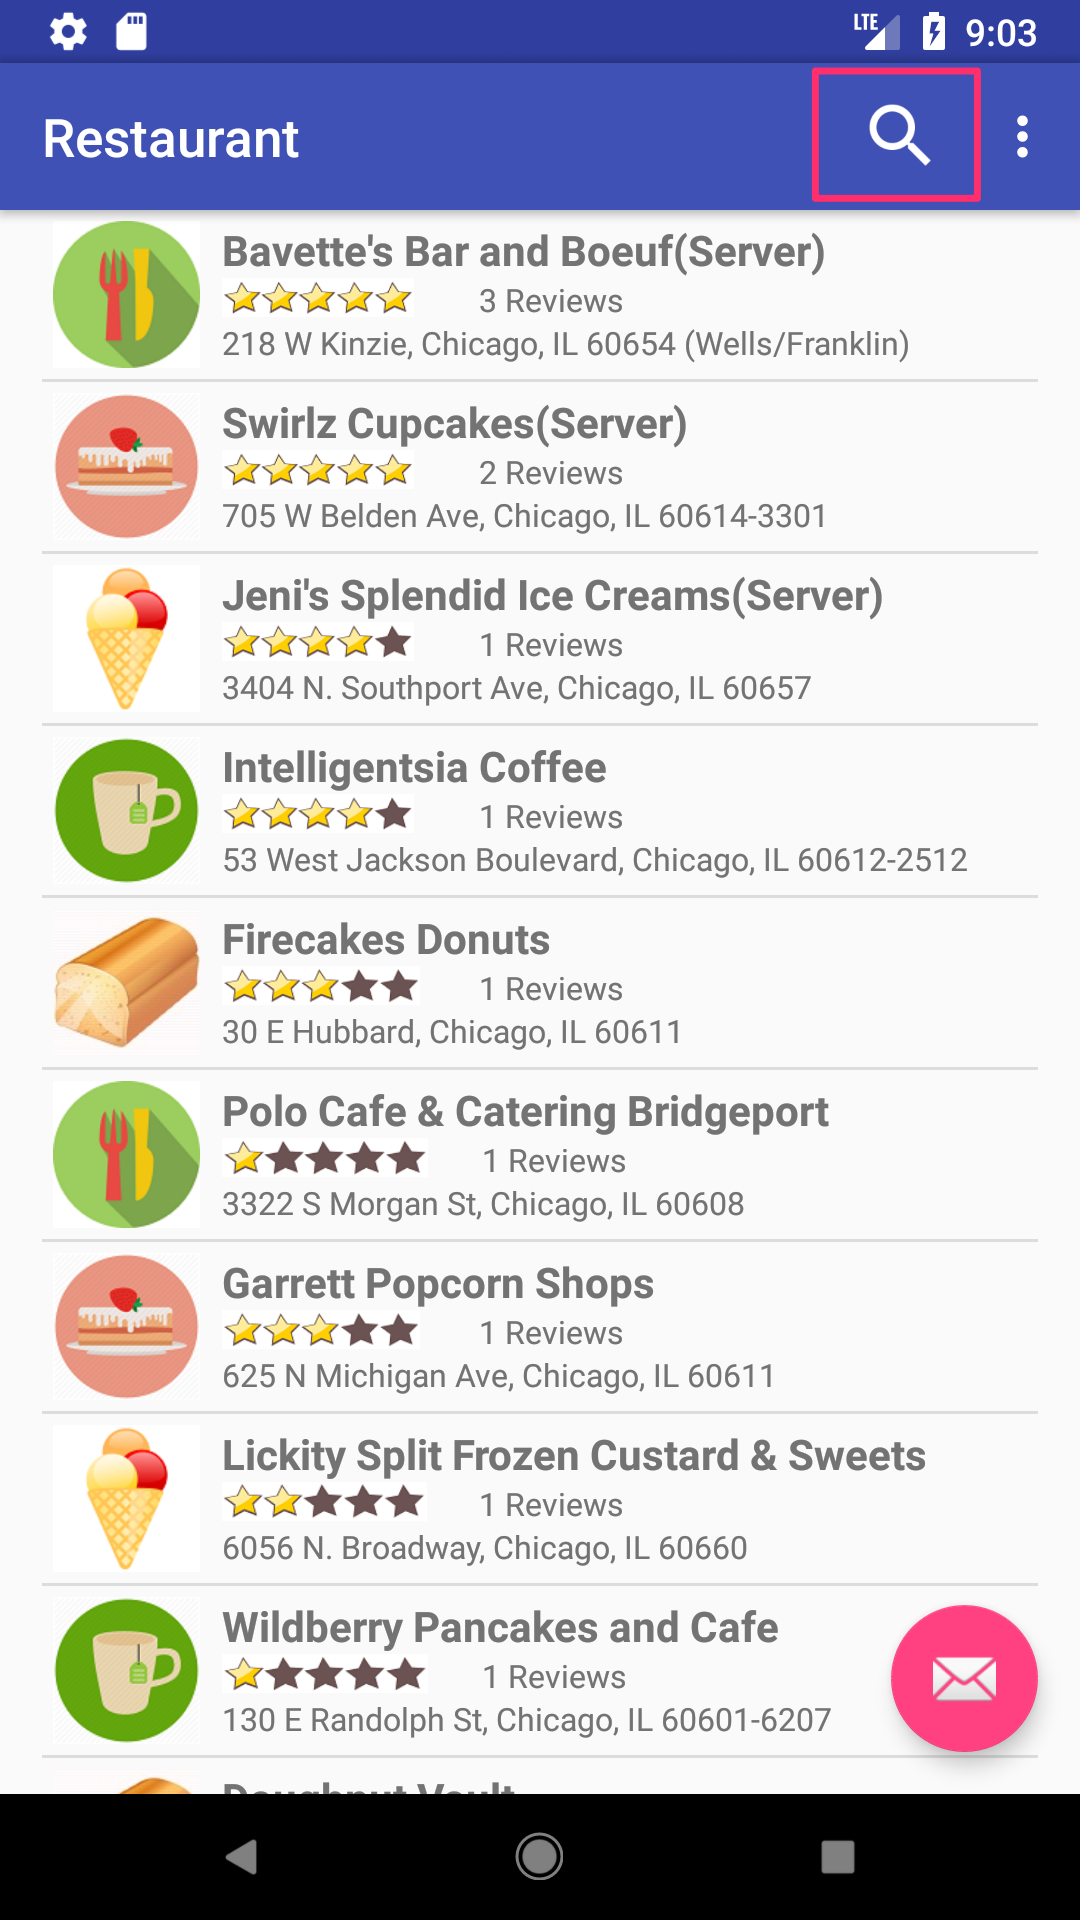 LTE 9:03
Restaurant
Bavette's Bar and Boeuf(Server)
3 Reviews
218 W Kinzie, Chicago, IL 60654 (Wells/Franklin)
Swirlz Cupcakes(Server)
2 Reviews
705 W Belden Ave, Chicago, IL 60614-3301
Jeni's Splendid Ice Creams(Server)
1 Reviews
3404 N. Southport Ave, Chicago, IL 60657
Intelligentsia Coffee
1 Reviews
53 West Jackson Boulevard, Chicago, IL 60612-2512
Firecakes Donuts
1 Reviews
30 E Hubbard, Chicago, IL 60611
Polo Cafe & Catering Bridgeport
1 Reviews
3322 S Morgan St, Chicago, IL 60608
Garrett Popcorn Shops
1 Reviews
625 N Michigan Ave, Chicago, IL 60611
Lickity Split Frozen Custard & Sweets
1 Reviews
6056 N. Broadway, Chicago, IL 60660
Wildberry Pancakes and Cafe
1 Reviews
130 E Randolph St, Chicago, IL 60601-6207
Doughnut Vault